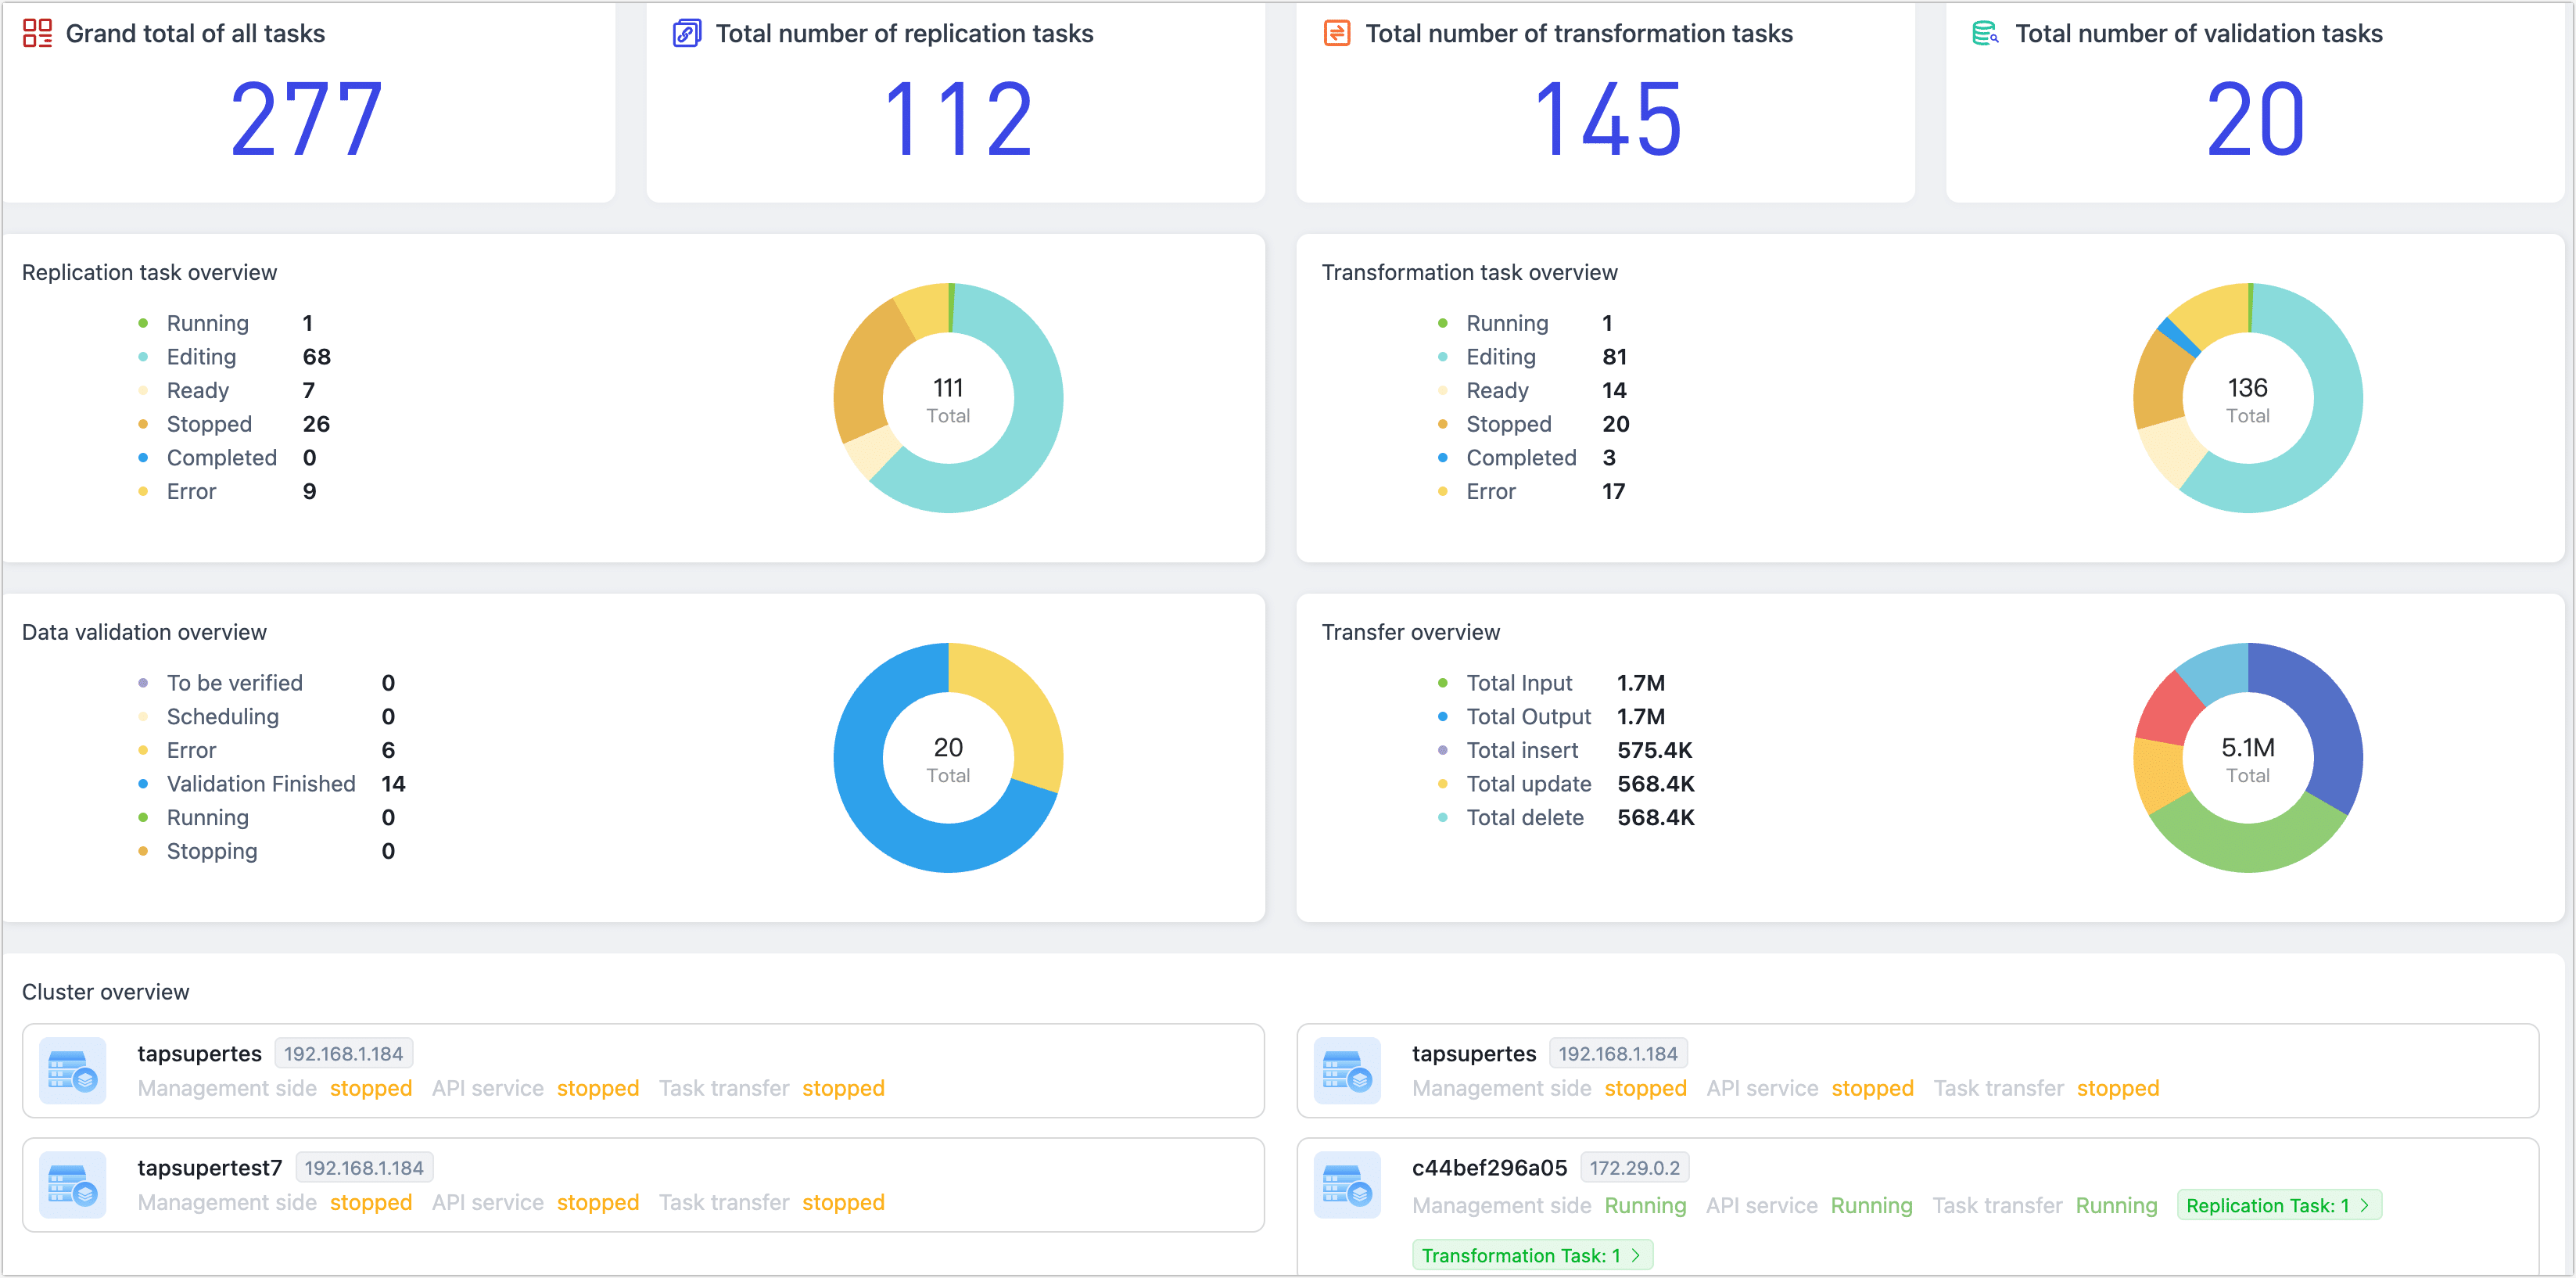 Grand total of all tasks
277
Total number of replication tasks
112
Total number of transformation tasks
145
Total number of validation tasks
20
Replication task overview
Running 1
Editing 68
Ready 7
Stopped 26
Completed 0
Error 9
111
Total
Transformation task overview
Running 1
Editing 81
Ready 14
Stopped 20
Completed 3
Error 17
136
Total
Data validation overview
To be verified 0
Scheduling 0
Error 6
Validation Finished 14
Running 0
Stopping 0
20
Total
Transfer overview
Total Input 1.7M
Total Output 1.7M
Total insert 575.4K
Total update 568.4K
Total delete 568.4K
5.1M
Total
Cluster overview
tapsupertes 192.168.1.184
Management side stopped API service stopped Task transfer stopped
tapsupertes 192.168.1.184
Management side stopped API service stopped Task transfer stopped
tapsupertest7 192.168.1.184
Management side stopped API service stopped Task transfer stopped
c44bef296a05 172.29.0.2
Management side Running API service Running Task transfer Running Replication Task: 1 >
Transformation Task: 1 >